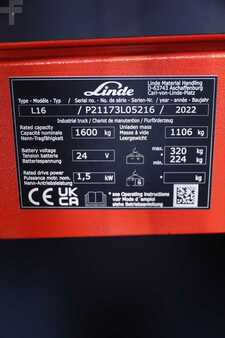 Linde
Linde Material Handling
D-63743 Aschaffenburg
Carl-von-Linde-Platz
Type - Modèle - Typ / Serial no. - No. de série - Serien-Nr. / year - année - Baujahr
L16 / P21173L05216 / 2022
Industrial truck / Chariot de manutention / Flurförderzeug
Rated capacity
Capacité nominale
Nenn-Tragfähigkeit
1600 kg
Unladen mass
Masse à vide
Leergewicht
1106 kg
Battery voltage
Tension batterie
Batteriespannung
24 V
max 320 kg
min 224 kg
Rated drive power
Puissance motr. nom.
Nenn-Antriebsleistung
1,5 kW
kg
CE UK CA
see Operating Instructions
voir Mode d'emploi
siehe Betriebsanleitung